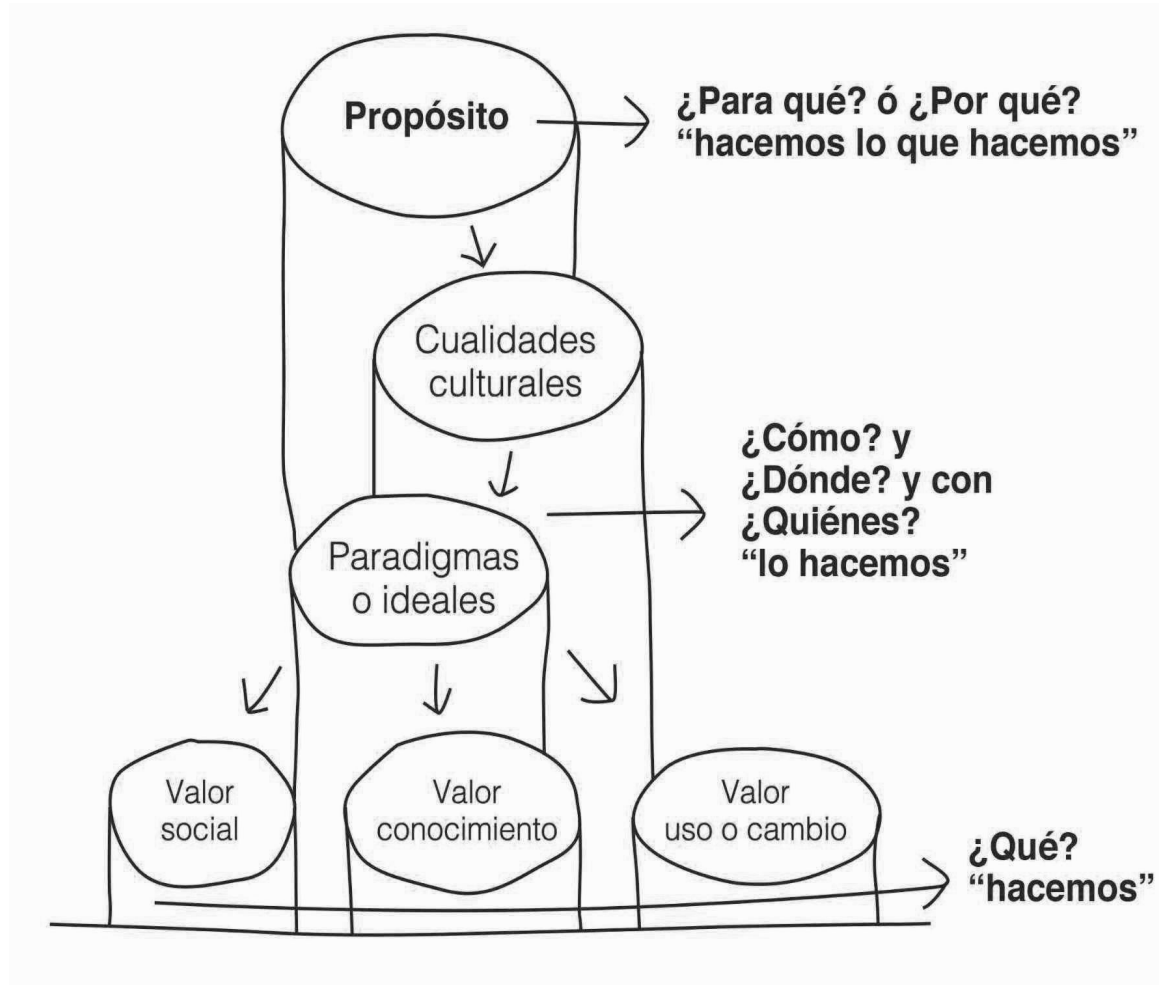 Propósito
¿Para qué? ó ¿Por qué?
“hacemos lo que hacemos”
Cualidades
culturales
¿Cómo? y
¿Dónde? y con
¿Quiénes?
“lo hacemos”
Paradigmas
o ideales
Valor
social
Valor
conocimiento
Valor
uso o cambio
¿Qué?
“hacemos”